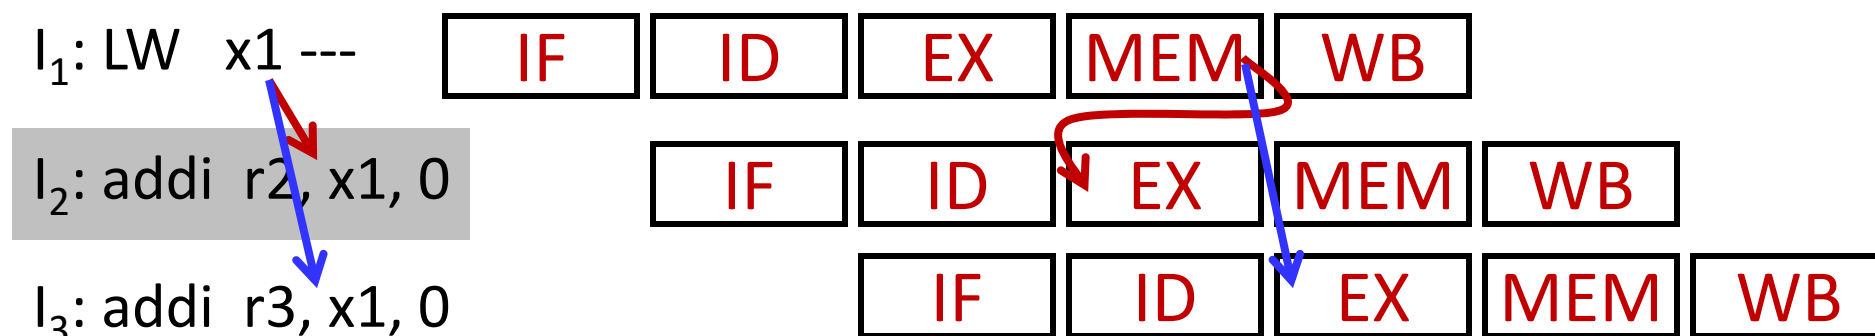 I₁: LW x1 --- IF ID EX MEM WB
I₂: addi r2, x1, 0 IF ID EX MEM WB
I₃: addi r3, x1, 0 IF ID EX MEM WB